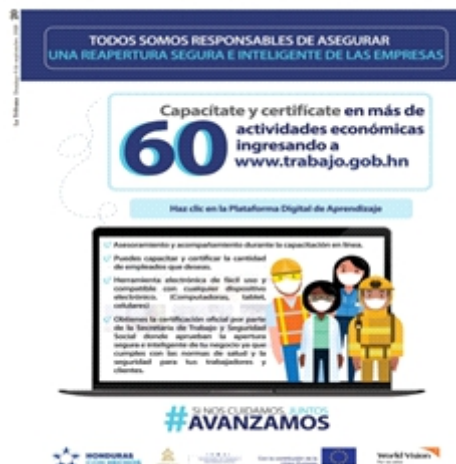 20
La Tribuna
TODOS SOMOS RESPONSABLES DE ASEGURAR
UNA REAPERTURA SEGURA E INTELIGENTE DE LAS EMPRESAS
Capacítate y certifícate en más de
60 actividades económicas
ingresando a
www.trabajo.gob.hn
Haz clic en la Plataforma Digital de Aprendizaje
Asesoramiento y acompañamiento durante la capacitación en línea.
Puedes capacitar y certificar la cantidad
de empleados que deseas.
Herramienta electrónica de fácil uso y
compatible con cualquier dispositivo
electrónico. (Computadoras, tablet,
celulares)
Obtienes la certificación oficial por parte
de la Secretaría de Trabajo y Seguridad
Social donde aprueban la apertura
segura e inteligente de tu negocio ya que
cumples con las normas de salud y la
seguridad para tus trabajadores y
clientes.
SI NOS CUIDAMOS, JUNTOS
#AVANZAMOS
HONDURAS
World Vision